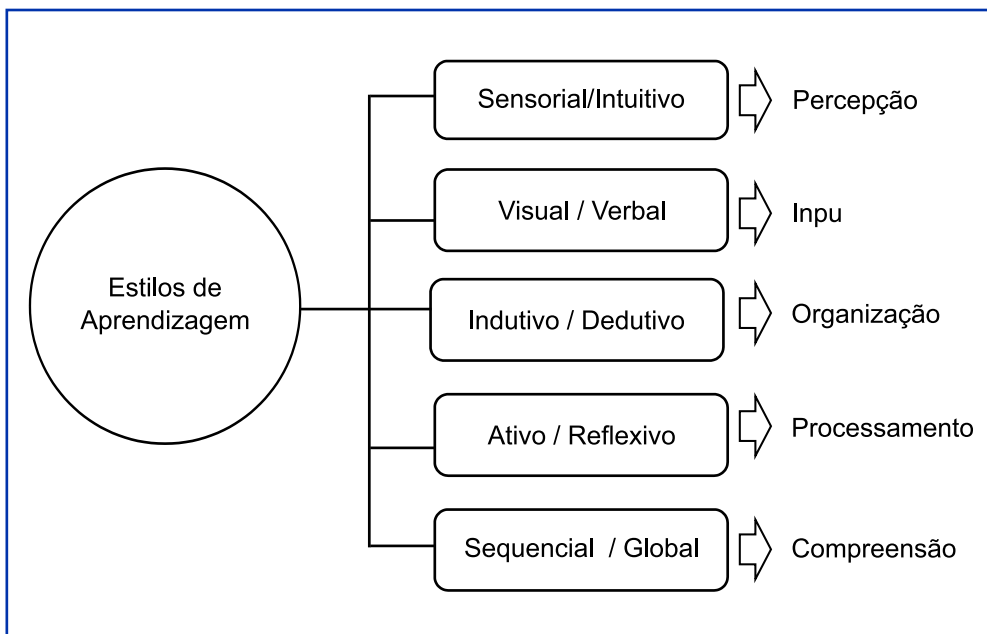 Sensorial/Intuitivo
Percepção
Visual / Verbal
Inpu
Estilos de
Aprendizagem
Indutivo / Dedutivo
Organização
Ativo / Reflexivo
Processamento
Sequencial / Global
Compreensão